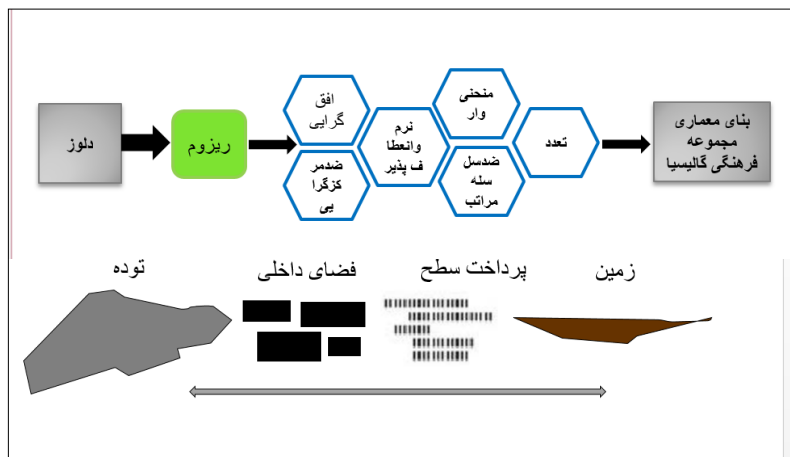 دلوز
ریزوم
افق
گرایی
ضدمر
کزگرا
یی
نرم
وانعطا
ف پذیر
منحنی
وار
ضدسل
سله
مراتب
تعدد
بنای معماری
مجموعه
فرهنگی گالیسیا
توده
فضای داخلی
پرداخت سطح
زمین